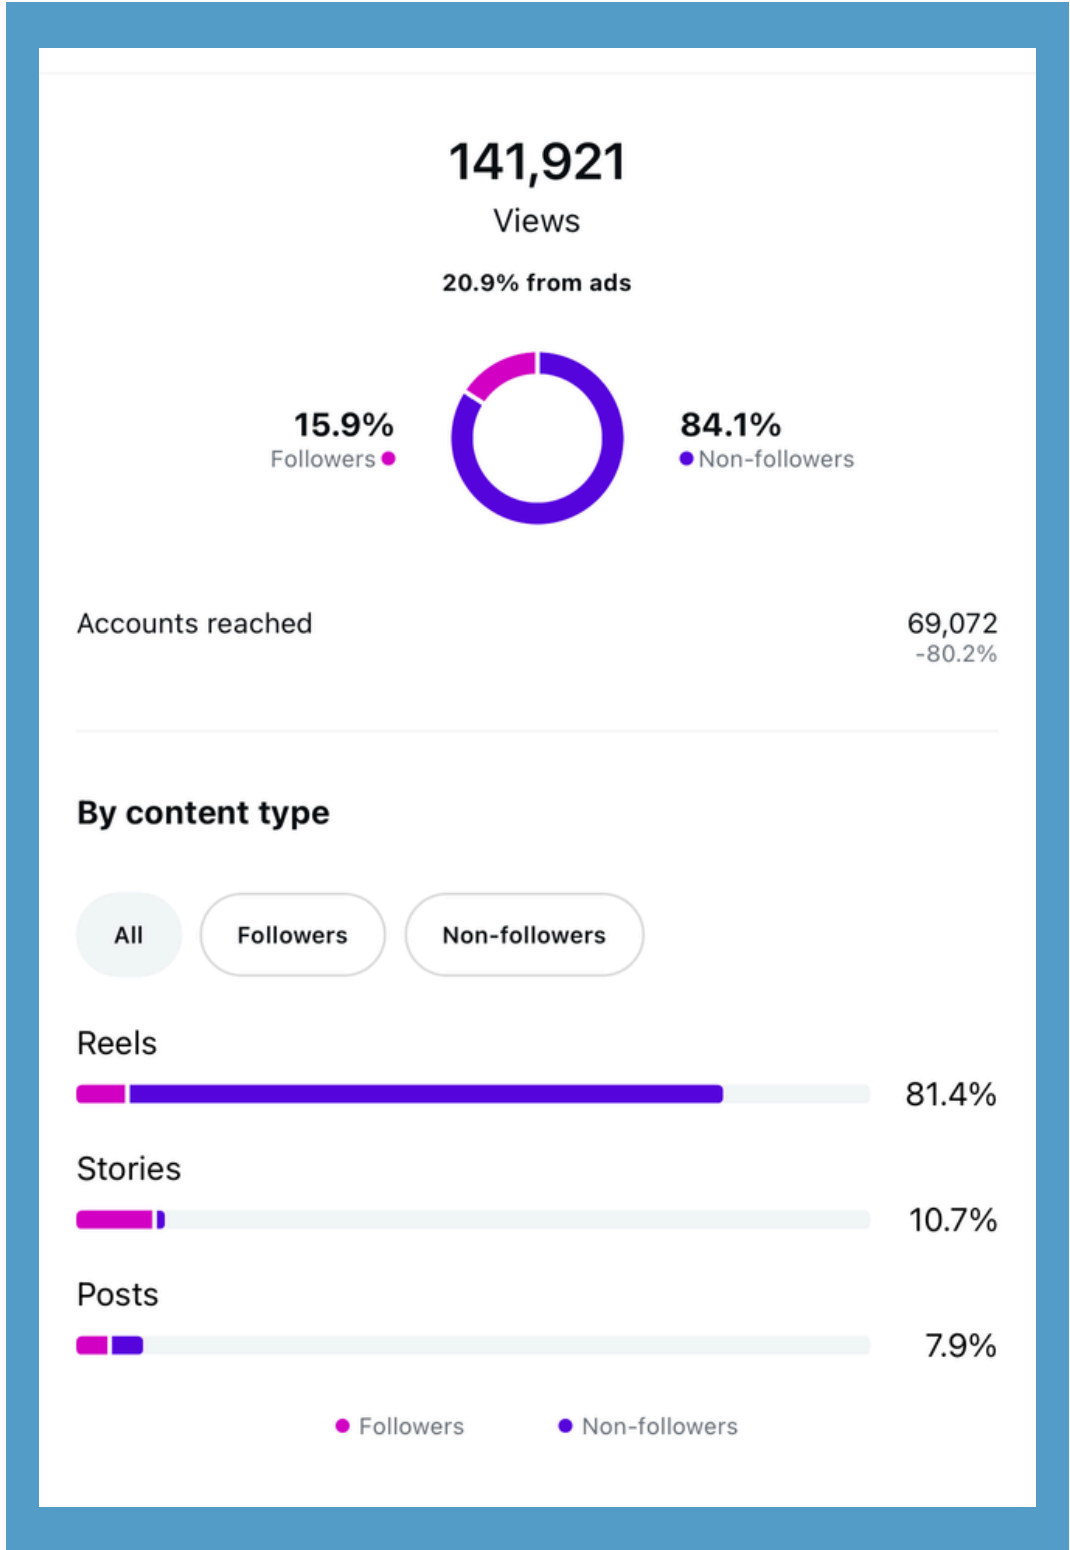 141,921
Views
20.9% from ads
15.9%
Followers
84.1%
Non-followers
Accounts reached
69,072
-80.2%
By content type
All
Followers
Non-followers
Reels
81.4%
Stories
10.7%
Posts
7.9%
Followers
Non-followers